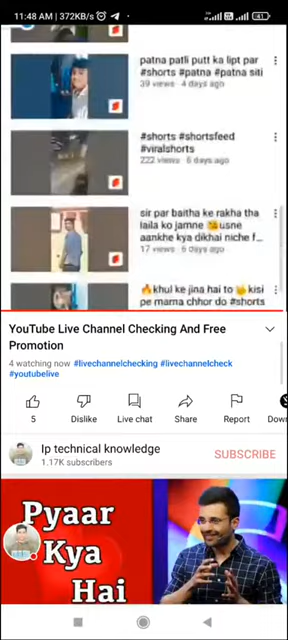 11:48 AM | 372KB/s
patna patli putt ka lipt par
#shorts #patna #patna siti
39 views · 4 days ago
#shorts #shortsfeed
#viralshorts
222 views · 6 days ago
sir par baitha ke rakha tha
laila ko jamne 😘usne
aankhe kya dikhai niche f...
17 views · 6 days ago
🔥khul ke jina hai to 👑kisi
pe marna chhor do #shorts
YouTube Live Channel Checking And Free
Promotion
4 watching now #livechannelchecking #livechannelcheck
#youtubelive
5 Dislike Live chat Share Report Down
Ip technical knowledge
1.17K subscribers
SUBSCRIBE
Pyaar
Kya
Hai